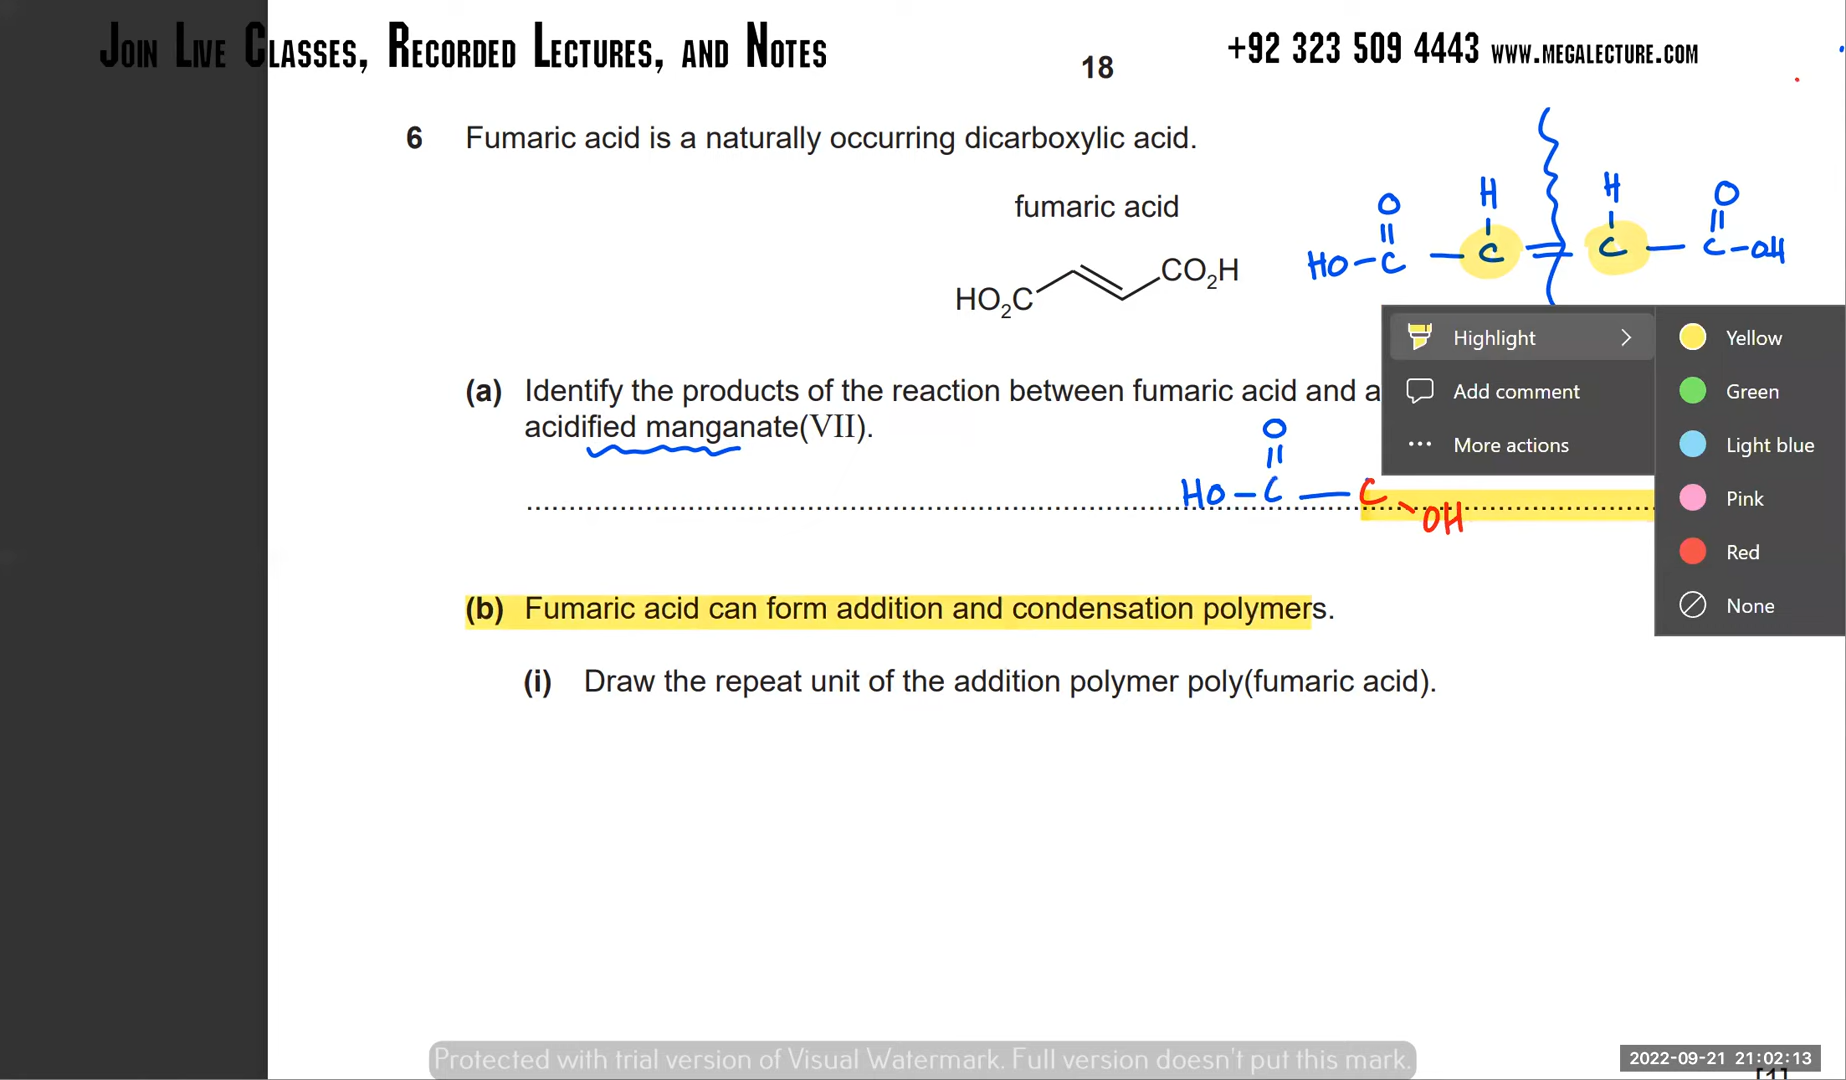 JOIN LIVE CLASSES, RECORDED LECTURES, AND NOTES
+92 323 509 4443 WWW.MEGALECTURE.COM
18
6 Fumaric acid is a naturally occurring dicarboxylic acid.
fumaric acid
HO2C CO2H
O H H O
HO-C C C C-OH
Highlight
Add comment
More actions
Yellow
Green
Light blue
Pink
Red
None
(a) Identify the products of the reaction between fumaric acid and a
acidified manganate(VII).
O
HO-C C
OH
(b) Fumaric acid can form addition and condensation polymers.
(i) Draw the repeat unit of the addition polymer poly(fumaric acid).
Protected with trial version of Visual Watermark. Full version doesn't put this mark.
2022-09-21 21:02:13